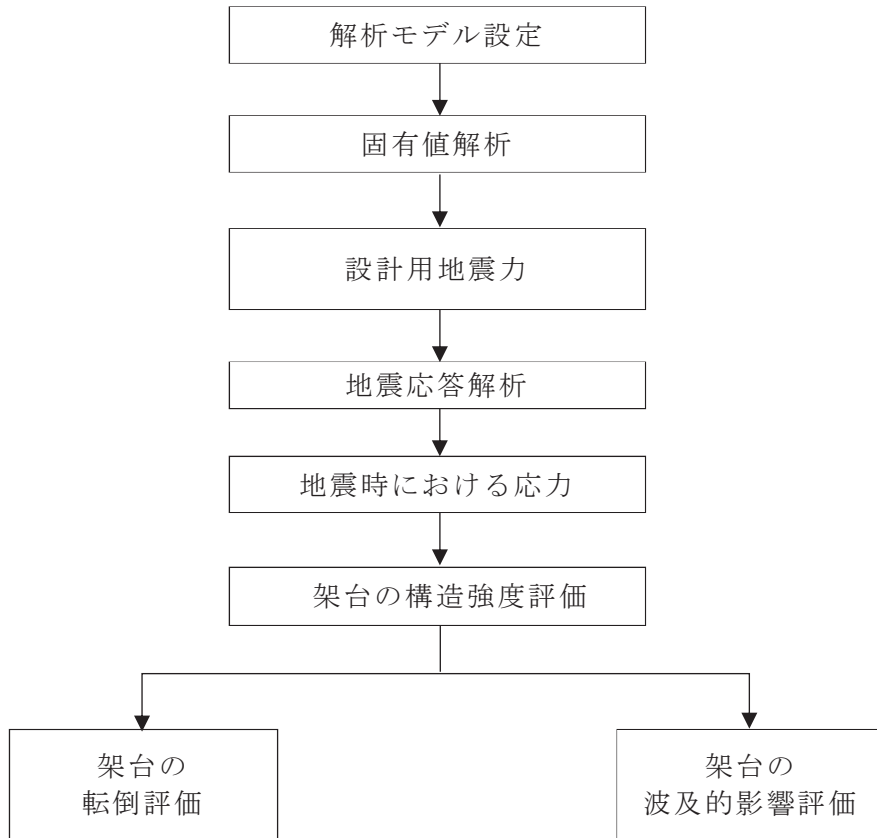 解析モデル設定
固有値解析
設計用地震力
地震応答解析
地震時における応力
架台の構造強度評価
架台の
転倒評価
架台の
波及的影響評価